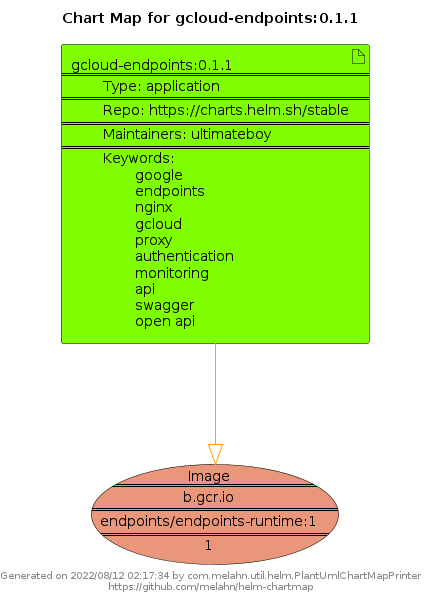 Chart Map for gcloud-endpoints:0.1.1
gcloud-endpoints:0.1.1
Type: application
Repo: https://charts.helm.sh/stable
Maintainers: ultimateboy
Keywords:
google
endpoints
nginx
gcloud
proxy
authentication
monitoring
api
swagger
open api
Image
b.gcr.io
endpoints/endpoints-runtime:1
1
Generated on 2022/08/12 02:17:34 by com.melahn.util.helm.PlantUmlChartMapPrinter
https://github.com/melahn/helm-chartmap